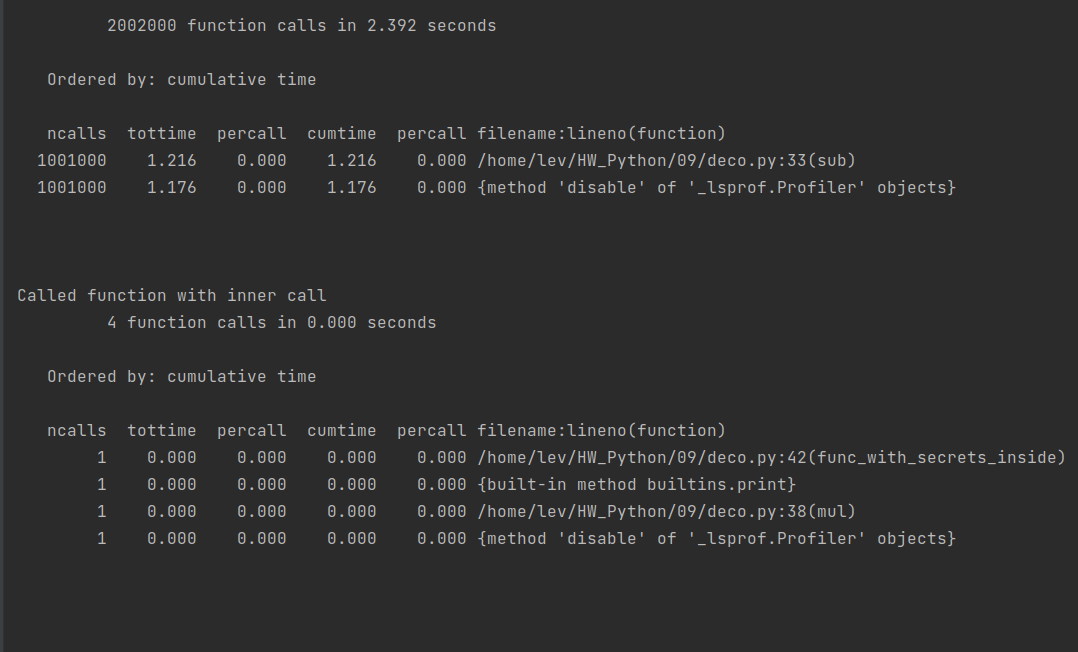 2002000 function calls in 2.392 seconds
Ordered by: cumulative time
ncalls  tottime  percall  cumtime  percall filename:lineno(function)
1001000    1.216    0.000    1.216    0.000 /home/lev/HW_Python/09/deco.py:33(sub)
1001000    1.176    0.000    1.176    0.000 {method 'disable' of '_lsprof.Profiler' objects}
Called function with inner call
4 function calls in 0.000 seconds
Ordered by: cumulative time
ncalls  tottime  percall  cumtime  percall filename:lineno(function)
1    0.000    0.000    0.000    0.000 /home/lev/HW_Python/09/deco.py:42(func_with_secrets_inside)
1    0.000    0.000    0.000    0.000 {built-in method builtins.print}
1    0.000    0.000    0.000    0.000 /home/lev/HW_Python/09/deco.py:38(mul)
1    0.000    0.000    0.000    0.000 {method 'disable' of '_lsprof.Profiler' objects}